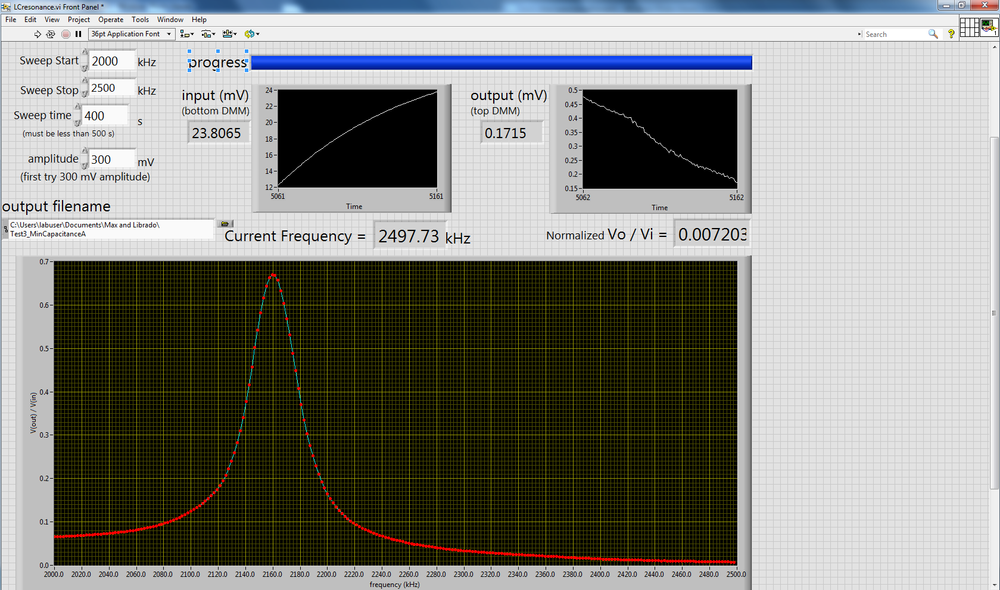 LCresonance.vi Front Panel *
File Edit View Project Operate Tools Window Help
36pt Application Font
Search
?
1
Sweep Start 2000 kHz
progress
Sweep Stop 2500 kHz
Sweep time 400 s
(must be less than 500 s)
amplitude 300 mV
(first try 300 mV amplitude)
input (mV)
(bottom DMM)
23.8065
24
22
20
18
16
14
12
5061 5161
Time
output (mV)
(top DMM)
0.1715
0.5
0.45
0.4
0.35
0.3
0.25
0.2
0.15
5062 5162
Time
output filename
C:\Users\labuser\Documents\Max and Librado\
Test3_MinCapacitanceA
Current Frequency = 2497.73 kHz
Normalized Vo / Vi = 0.007203
V(out) / V(in)
0.7
0.6
0.5
0.4
0.3
0.2
0.1
0.0
2000.0 2020.0 2040.0 2060.0 2080.0 2100.0 2120.0 2140.0 2160.0 2180.0 2200.0 2220.0 2240.0 2260.0 2280.0 2300.0 2320.0 2340.0 2360.0 2380.0 2400.0 2420.0 2440.0 2460.0 2480.0 2500.0
frequency (kHz)